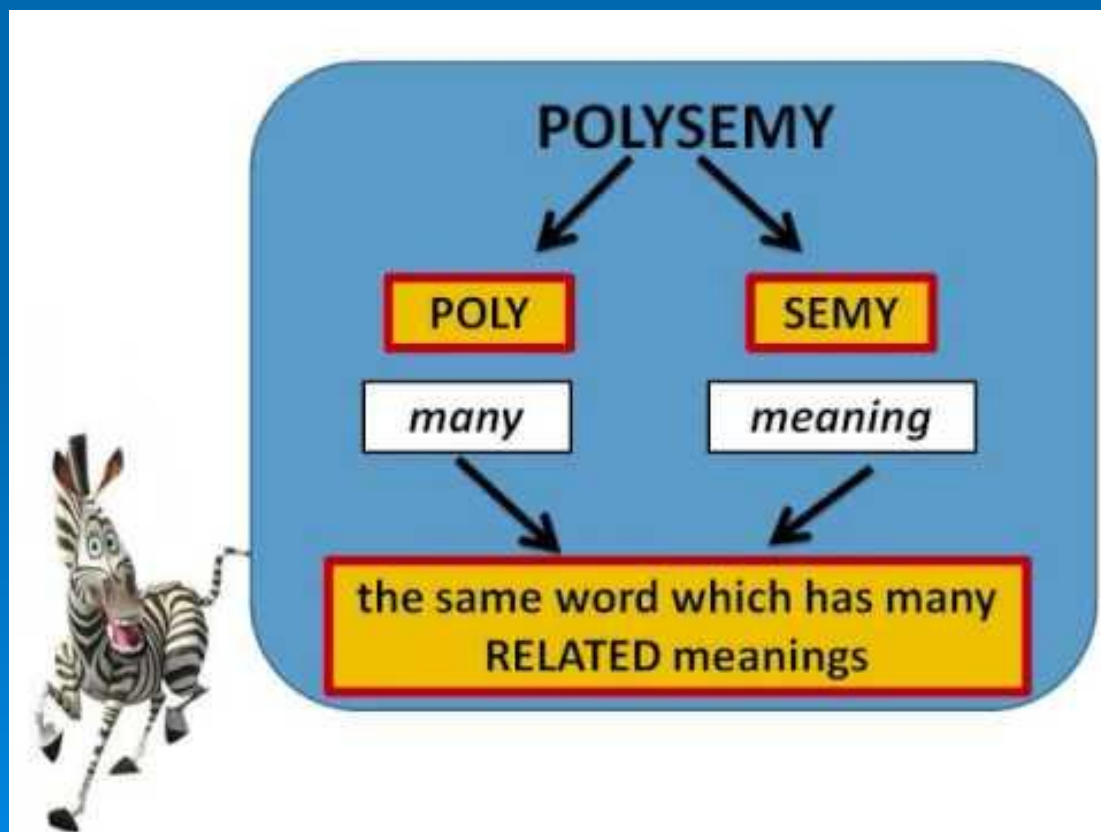 POLYSEMY
POLY
SEMY
many
meaning
the same word which has many
RELATED meanings